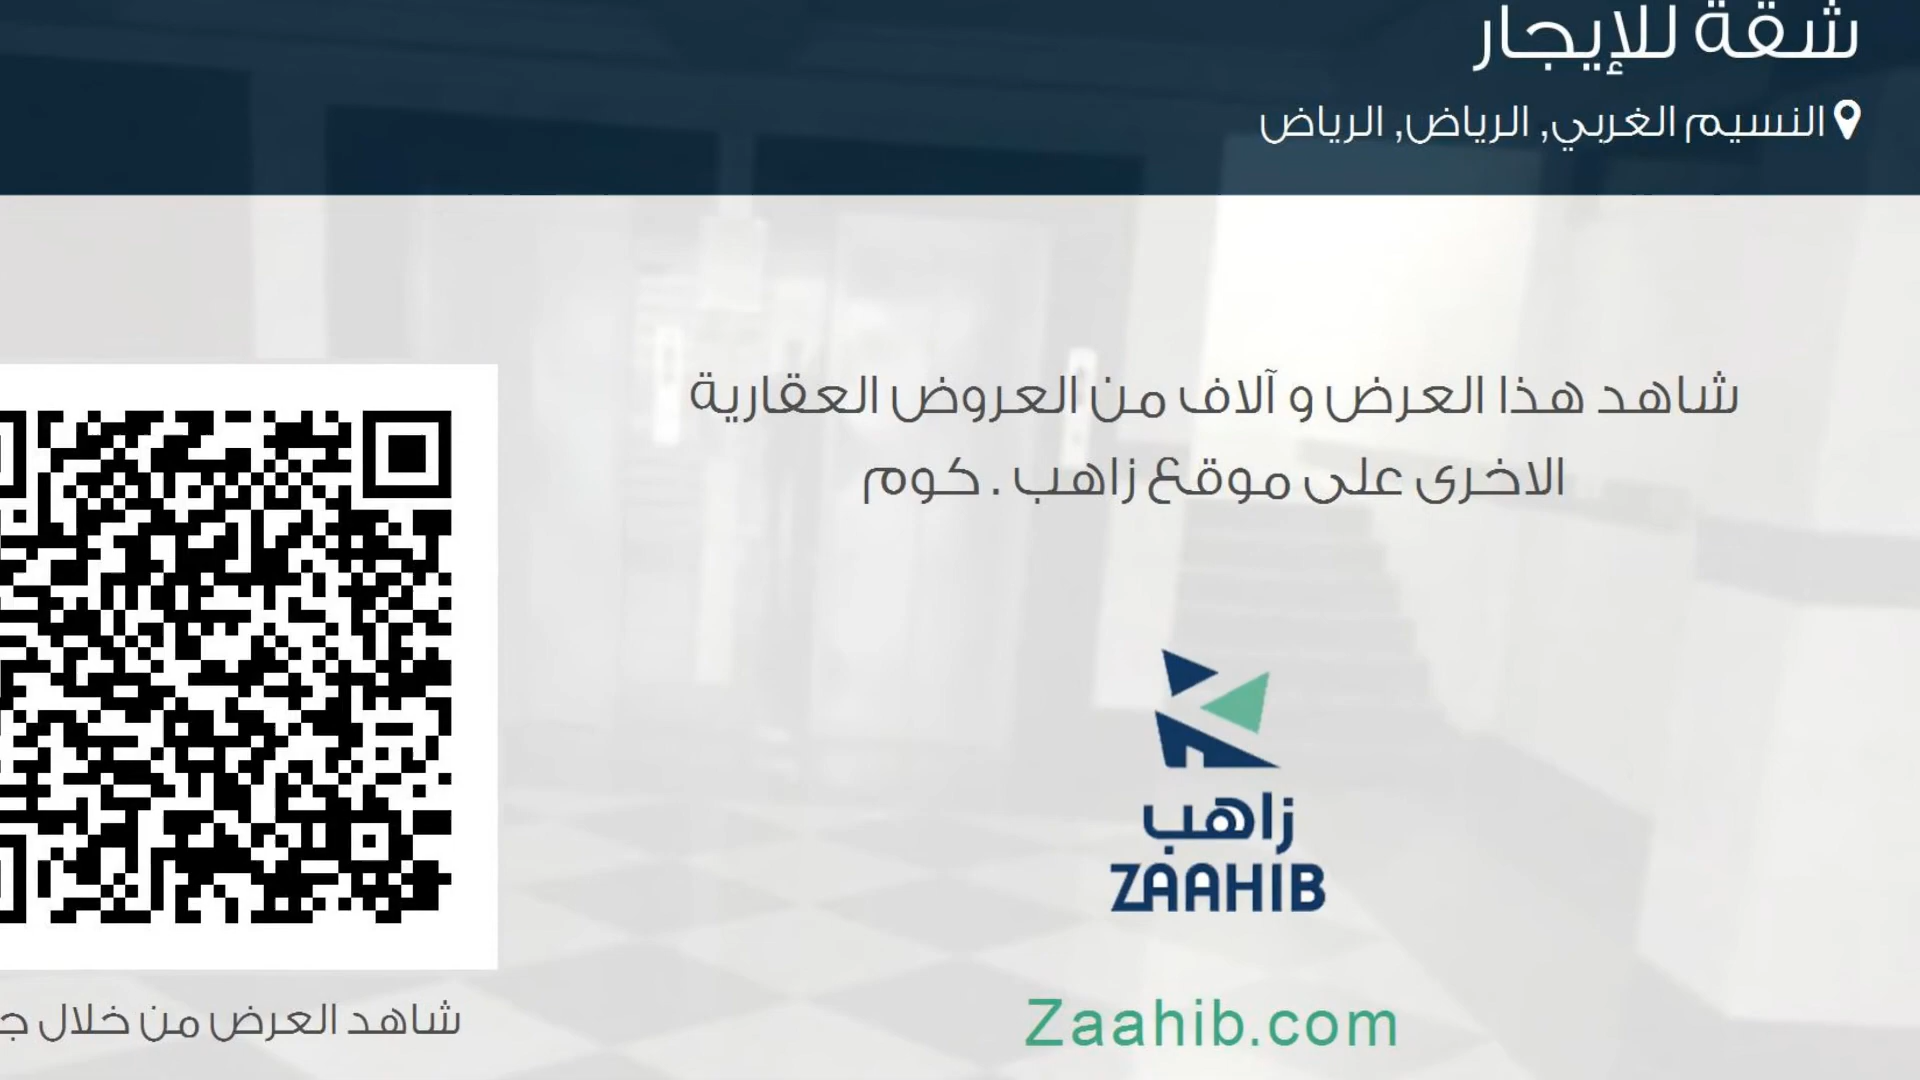 شقة للإيجار
النسيم الغربي, الرياض, الرياض
شاهد هذا العرض و آلاف من العروض العقارية
الاخرى على موقع زاهب . كوم
زاهب
ZAAHIB
Zaahib.com
شاهد العرض من خلال